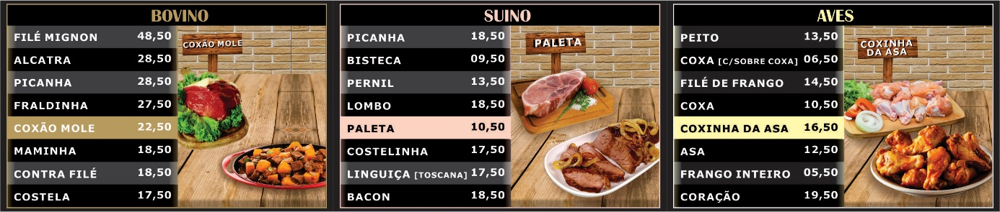 BOVINO
FILÉ MIGNON 48,50
ALCATRA 28,50
PICANHA 28,50
FRALDINHA 27,50
COXÃO MOLE 22,50
MAMINHA 18,50
CONTRA FILÉ 18,50
COSTELA 17,50
COXÃO MOLE
SUINO
PICANHA 18,50
BISTECA 09,50
PERNIL 13,50
LOMBO 18,50
PALETA 10,50
COSTELINHA 17,50
LINGUIÇA [TOSCANA] 17,50
BACON 18,50
PALETA
AVES
PEITO 13,50
COXA [C/SOBRE COXA] 06,50
FILÉ DE FRANGO 14,50
COXA 10,50
COXINHA DA ASA 16,50
ASA 12,50
FRANGO INTEIRO 05,50
CORAÇÃO 19,50
COXINHA
DA ASA